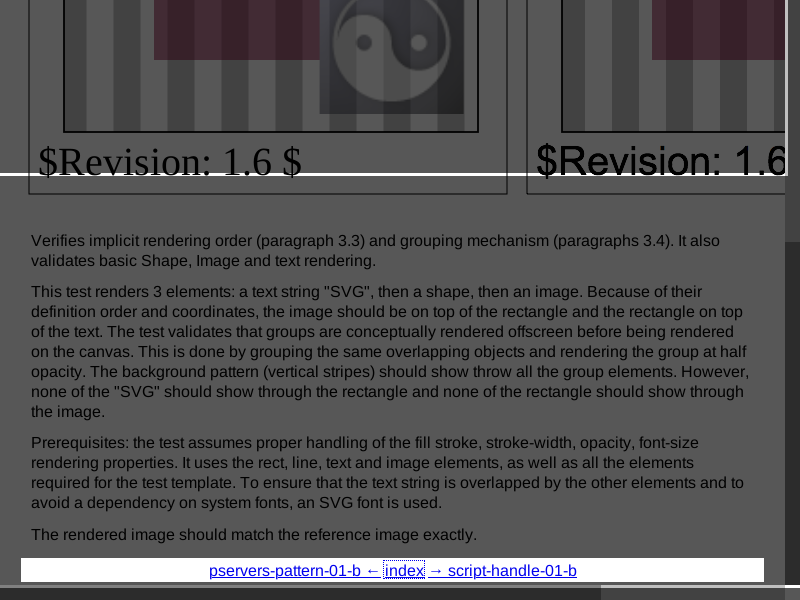 $Revision: 1.6 $
$Revision: 1.6
Verifies implicit rendering order (paragraph 3.3) and grouping mechanism (paragraphs 3.4). It also
validates basic Shape, Image and text rendering.
This test renders 3 elements: a text string "SVG", then a shape, then an image. Because of their
definition order and coordinates, the image should be on top of the rectangle and the rectangle on top
of the text. The test validates that groups are conceptually rendered offscreen before being rendered
on the canvas. This is done by grouping the same overlapping objects and rendering the group at half
opacity. The background pattern (vertical stripes) should show throw all the group elements. However,
none of the "SVG" should show through the rectangle and none of the rectangle should show through
the image.
Prerequisites: the test assumes proper handling of the fill stroke, stroke-width, opacity, font-size
rendering properties. It uses the rect, line, text and image elements, as well as all the elements
required for the test template. To ensure that the text string is overlapped by the other elements and to
avoid a dependency on system fonts, an SVG font is used.
The rendered image should match the reference image exactly.
pservers-pattern-01-b ← index → script-handle-01-b